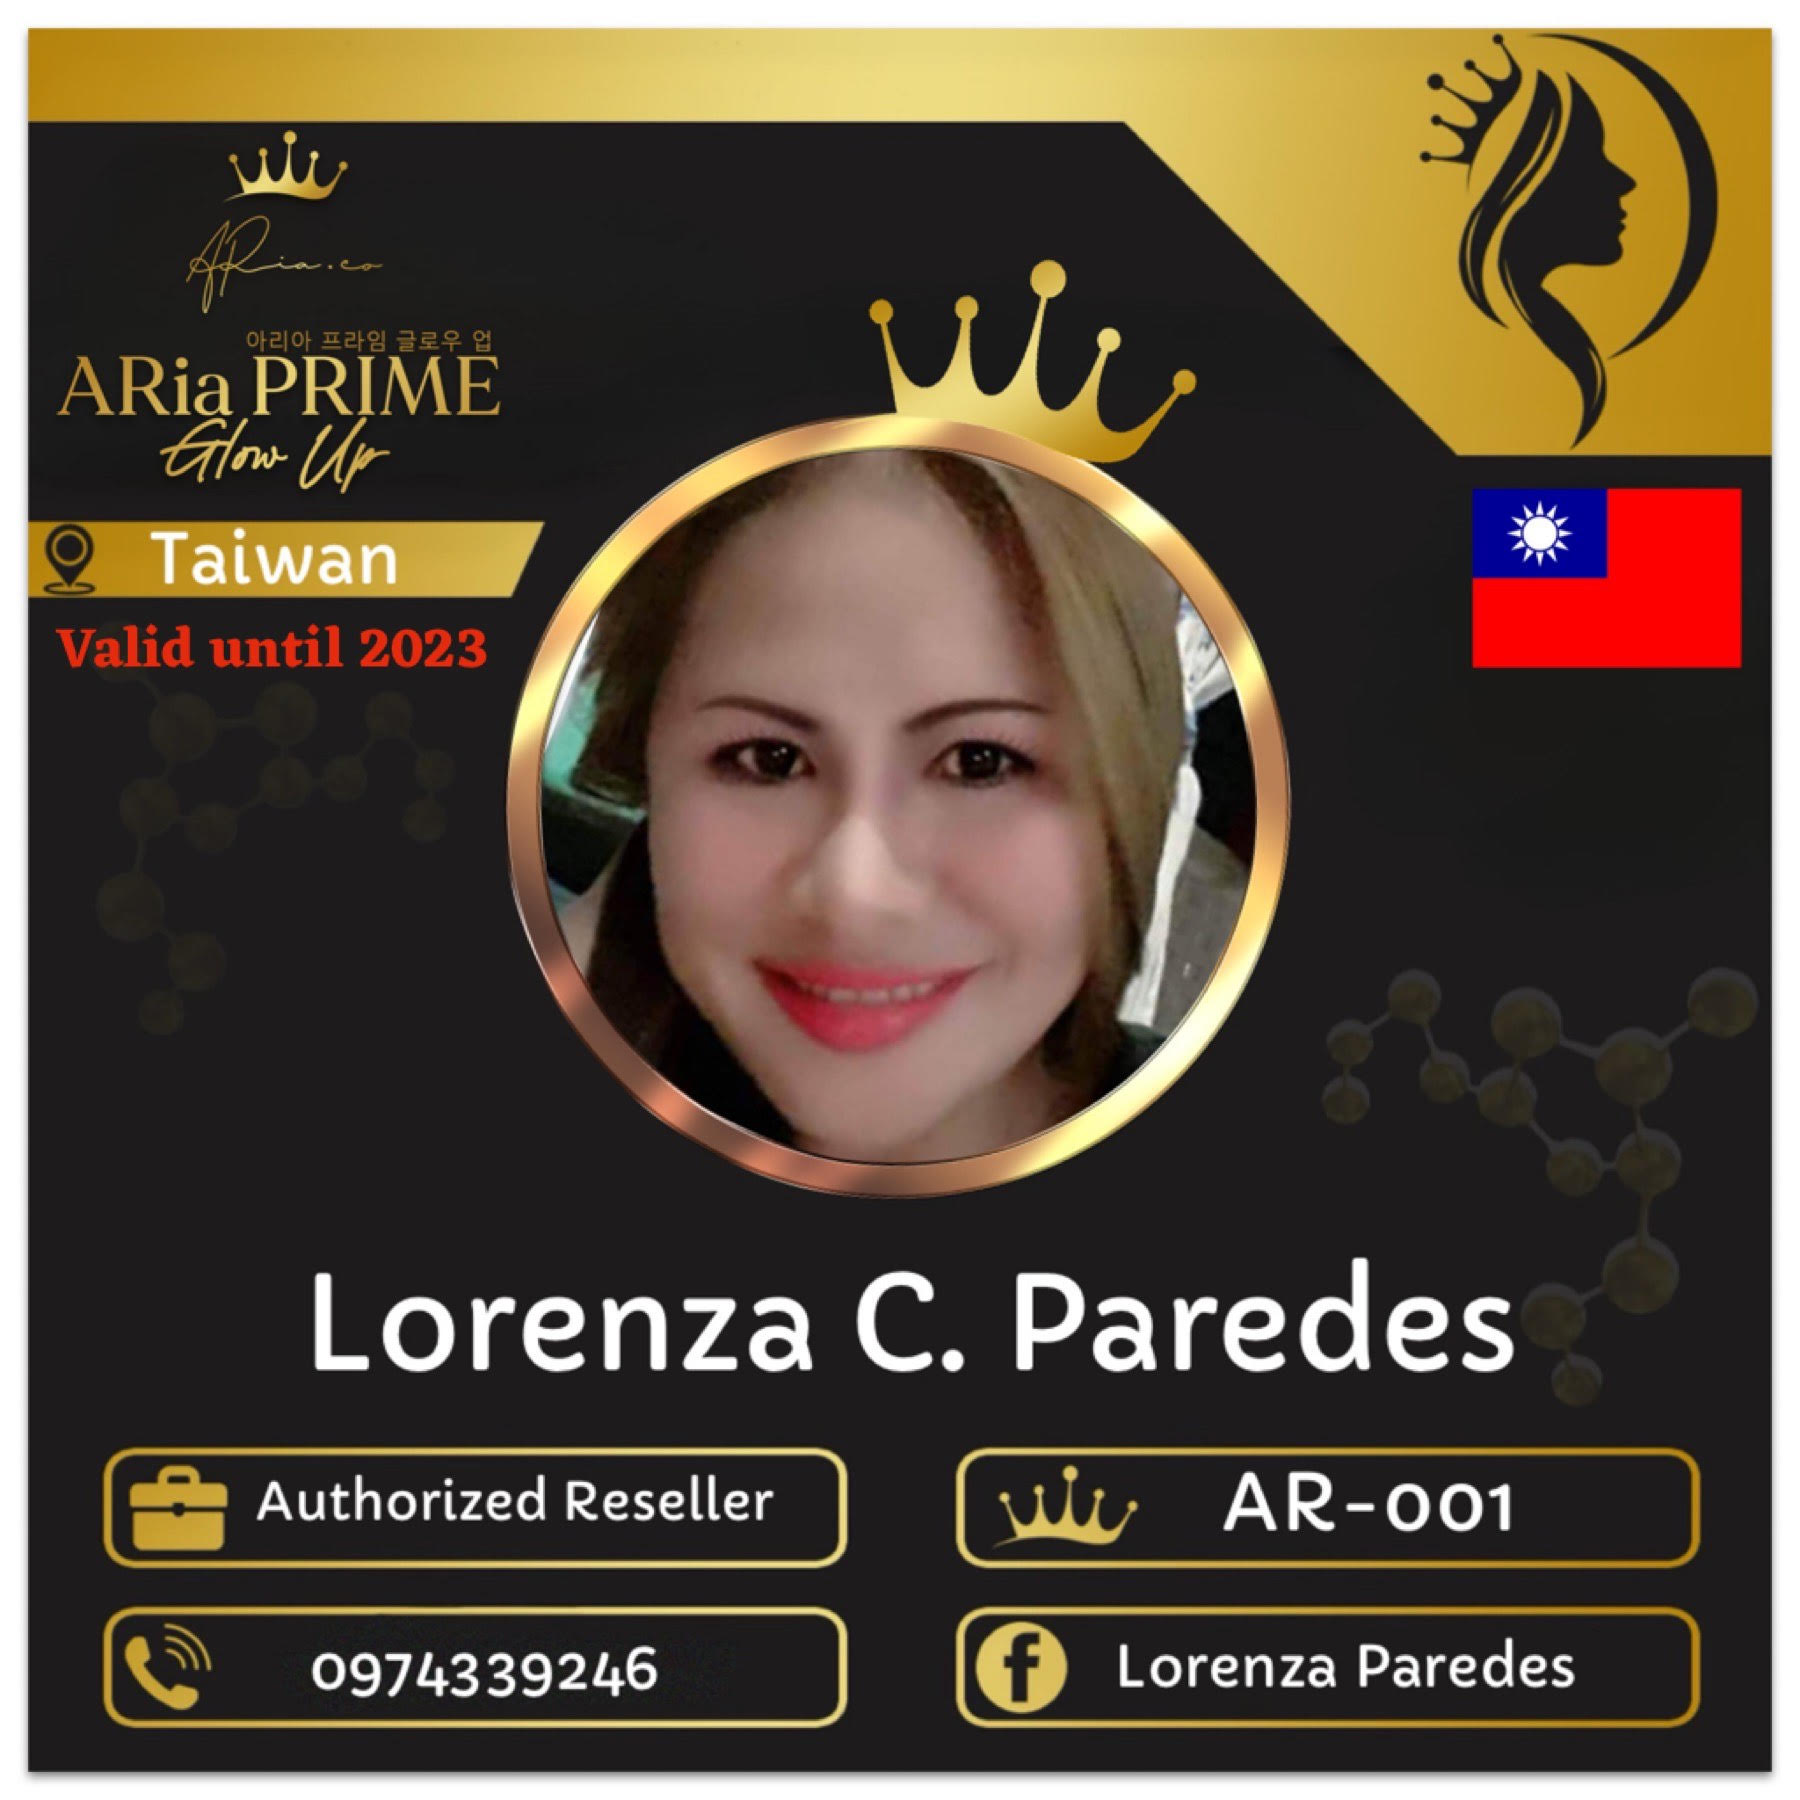 ARia.co
아리아 프라임 글로우 업
ARia PRIME
Glow Up
Taiwan
Valid until 2023
Lorenza C. Paredes
Authorized Reseller
AR-001
0974339246
f Lorenza Paredes